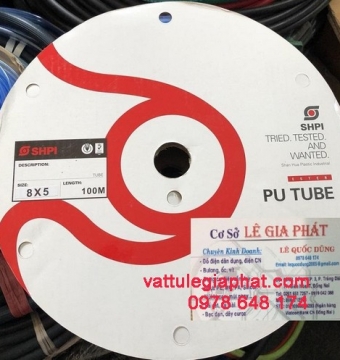 SHPI
TRIED. TESTED.
AND
WANTED.
SHPI
DESCRIPTION:
TUBE
SIZE:
LENGTH:
8X5
100M
SUPER
PU TUBE
Cơ Sở LÊ GIA PHÁT
Chuyên Kinh Doanh:
LÊ QUỐC DŨNG
vattulegiaphat.com
0978 648 174